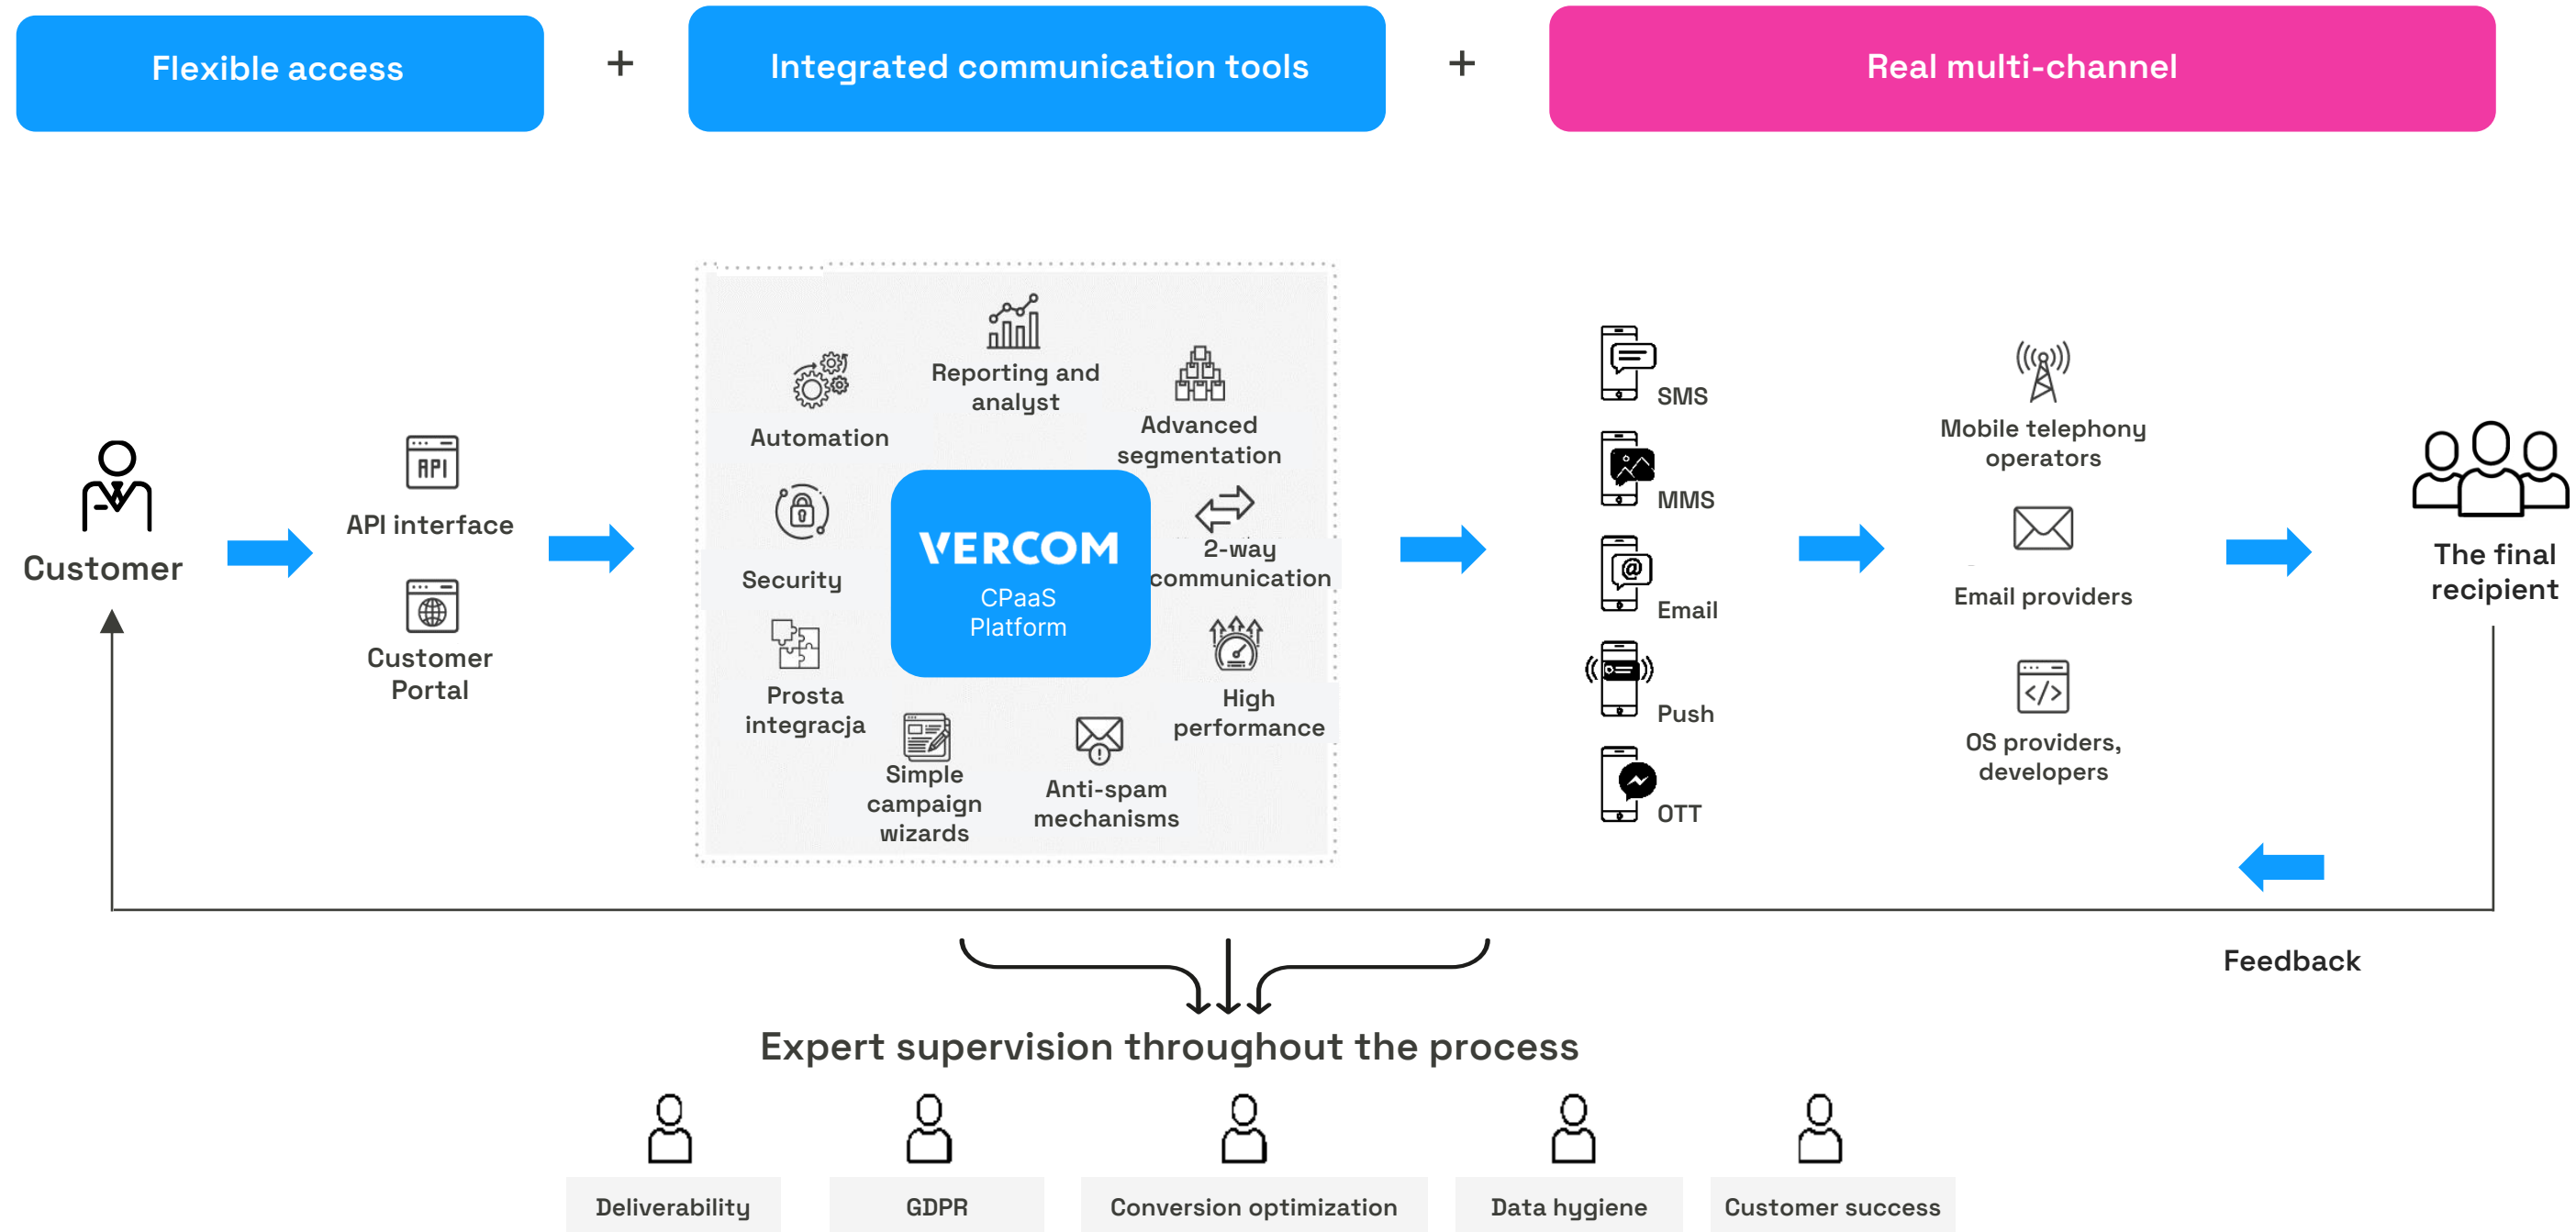 Flexible access
+
Integrated communication tools
+
Real multi-channel
Customer
API
API interface
Customer
Portal
Reporting and
analyst
Automation
Advanced
segmentation
Security
VERCOM
CPaaS
Platform
2-way
communication
Prosta
integracja
High
performance
Simple
campaign
wizards
Anti-spam
mechanisms
SMS
MMS
@
Email
Push
OTT
Mobile telephony
operators
Email providers
</>
OS providers,
developers
The final
recipient
Feedback
Expert supervision throughout the process
Deliverability
GDPR
Conversion optimization
Data hygiene
Customer success